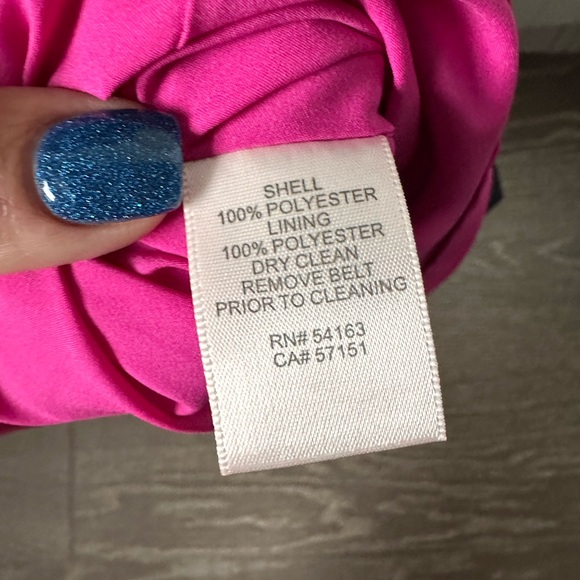 SHELL
100% POLYESTER
LINING
100% POLYESTER
DRY CLEAN
REMOVE BELT
PRIOR TO CLEANING
RN# 54163
CA# 57151